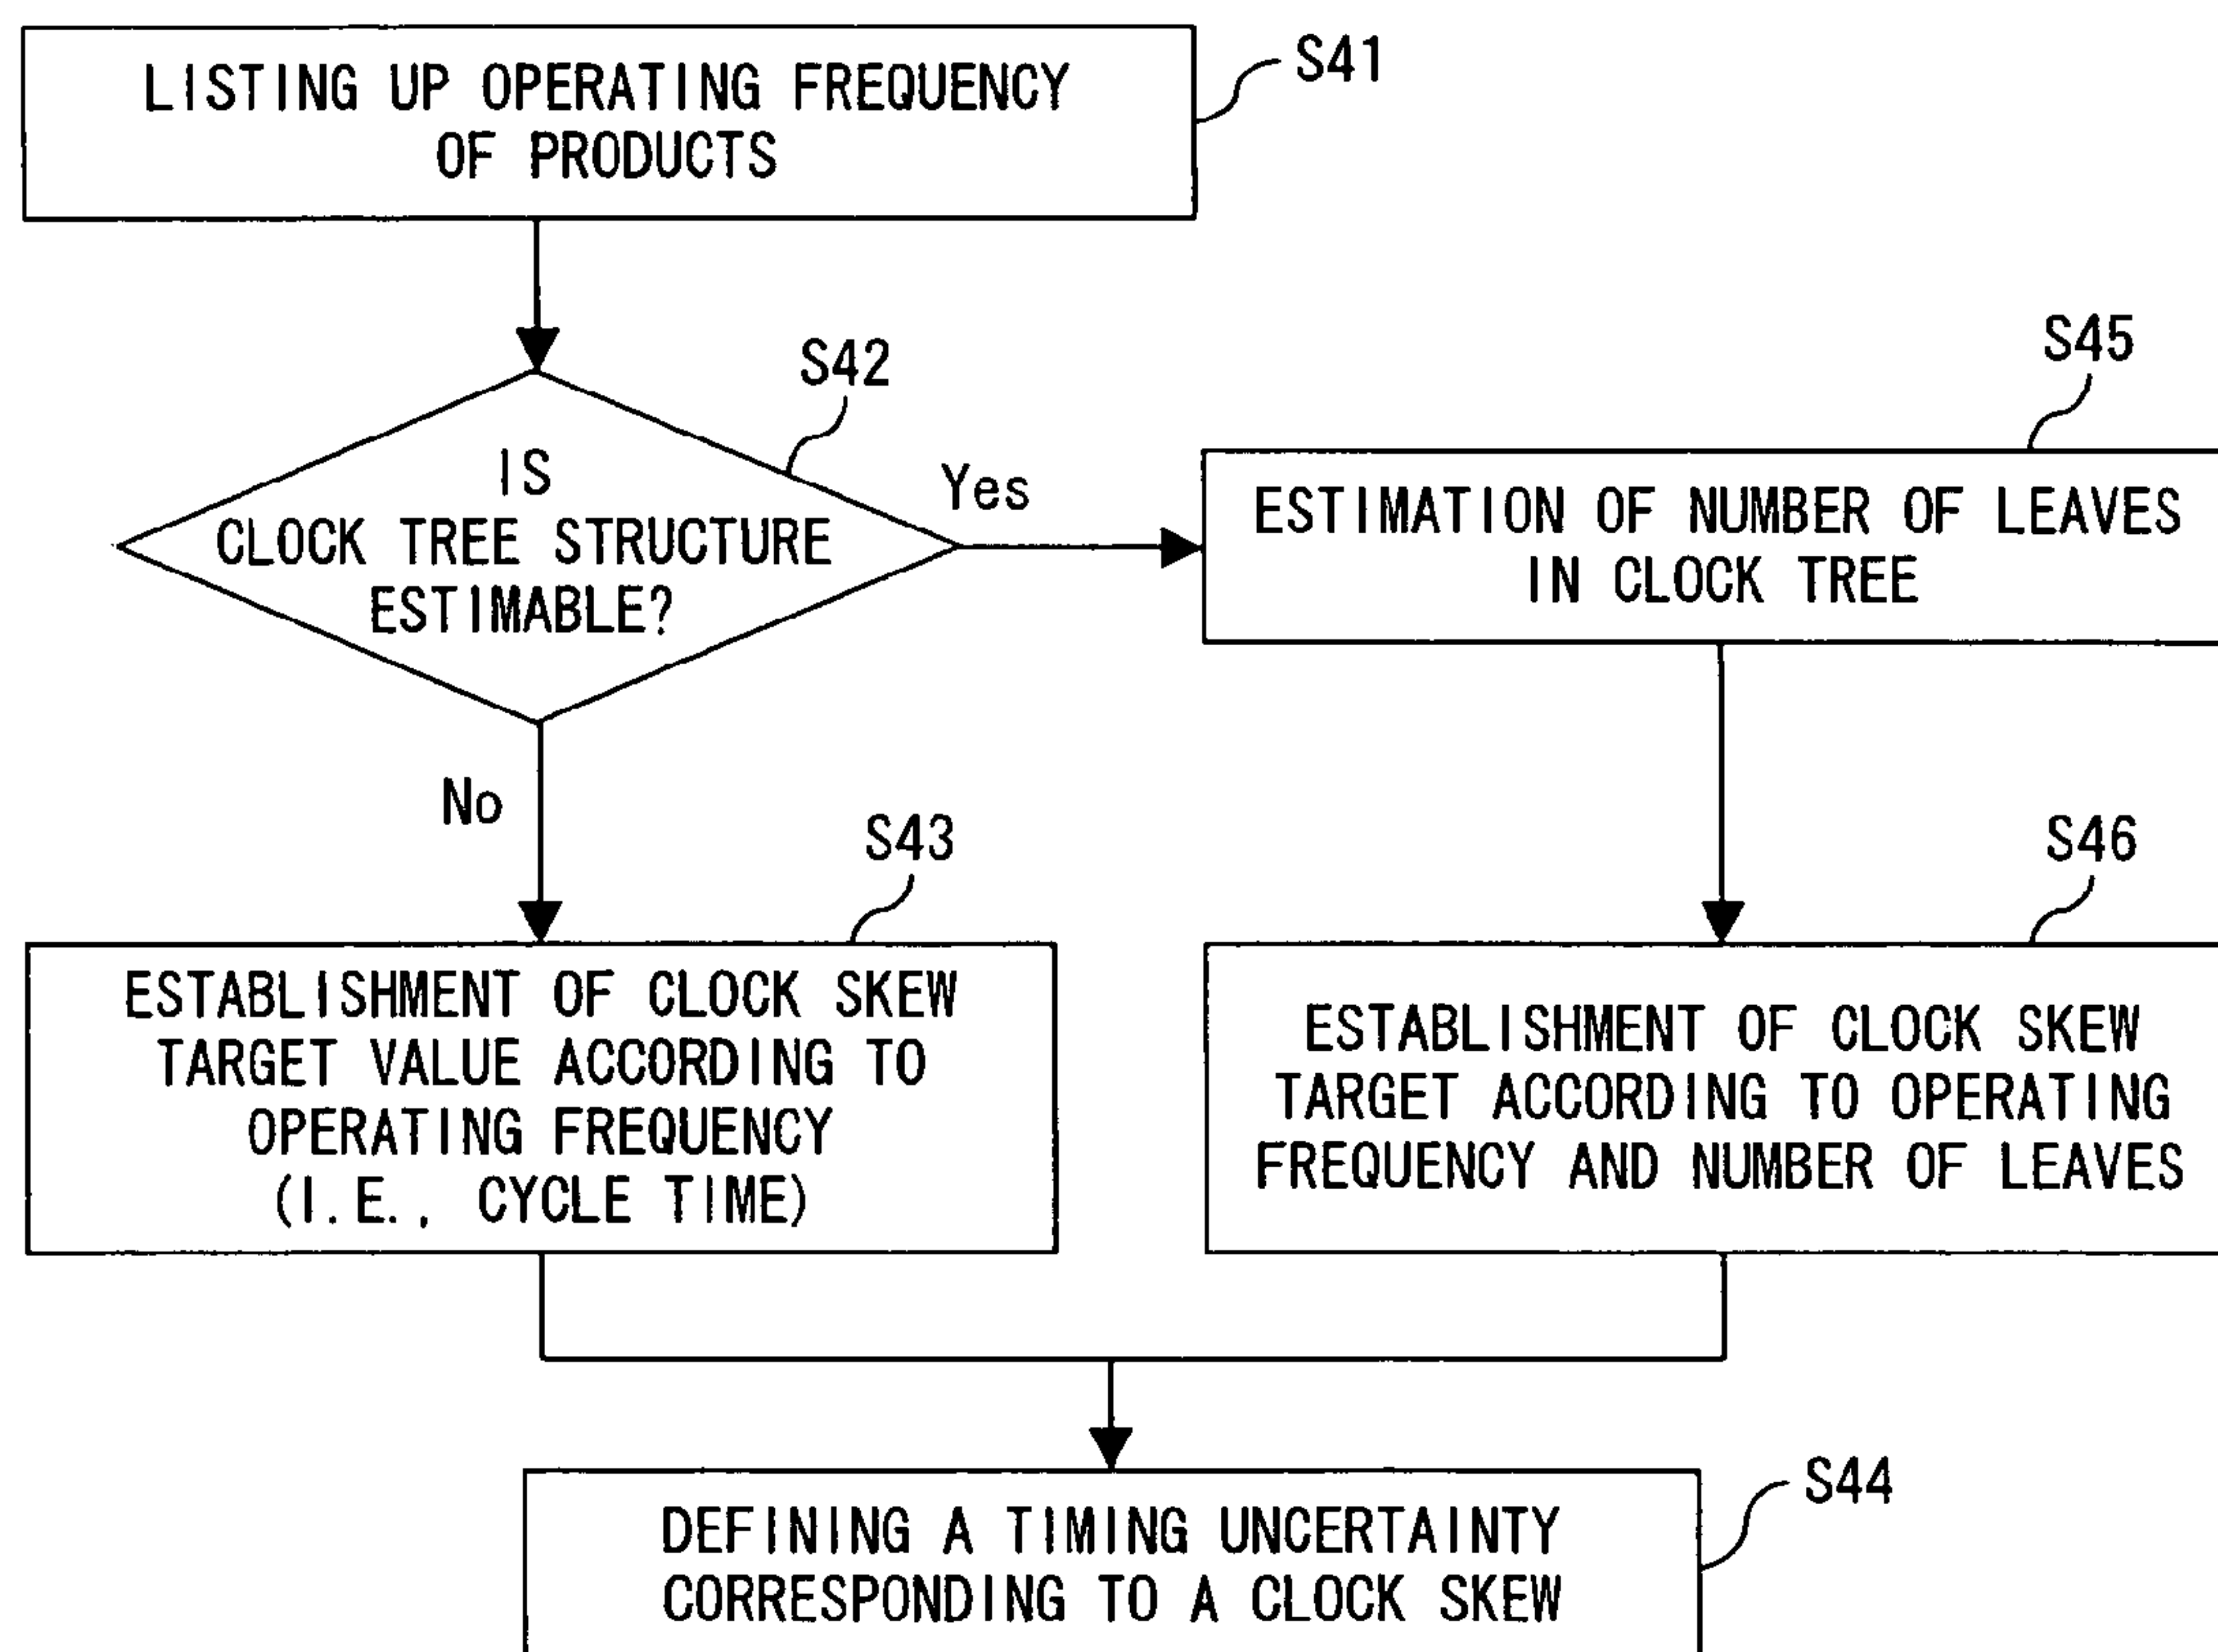 LISTING UP OPERATING FREQUENCY
OF PRODUCTS
S41
S42
IS
CLOCK TREE STRUCTURE
ESTIMABLE?
Yes
S45
ESTIMATION OF NUMBER OF LEAVES
IN CLOCK TREE
No
S43
ESTABLISHMENT OF CLOCK SKEW
TARGET VALUE ACCORDING TO
OPERATING FREQUENCY
(I.E., CYCLE TIME)
S46
ESTABLISHMENT OF CLOCK SKEW
TARGET ACCORDING TO OPERATING
FREQUENCY AND NUMBER OF LEAVES
S44
DEFINING A TIMING UNCERTAINTY
CORRESPONDING TO A CLOCK SKEW